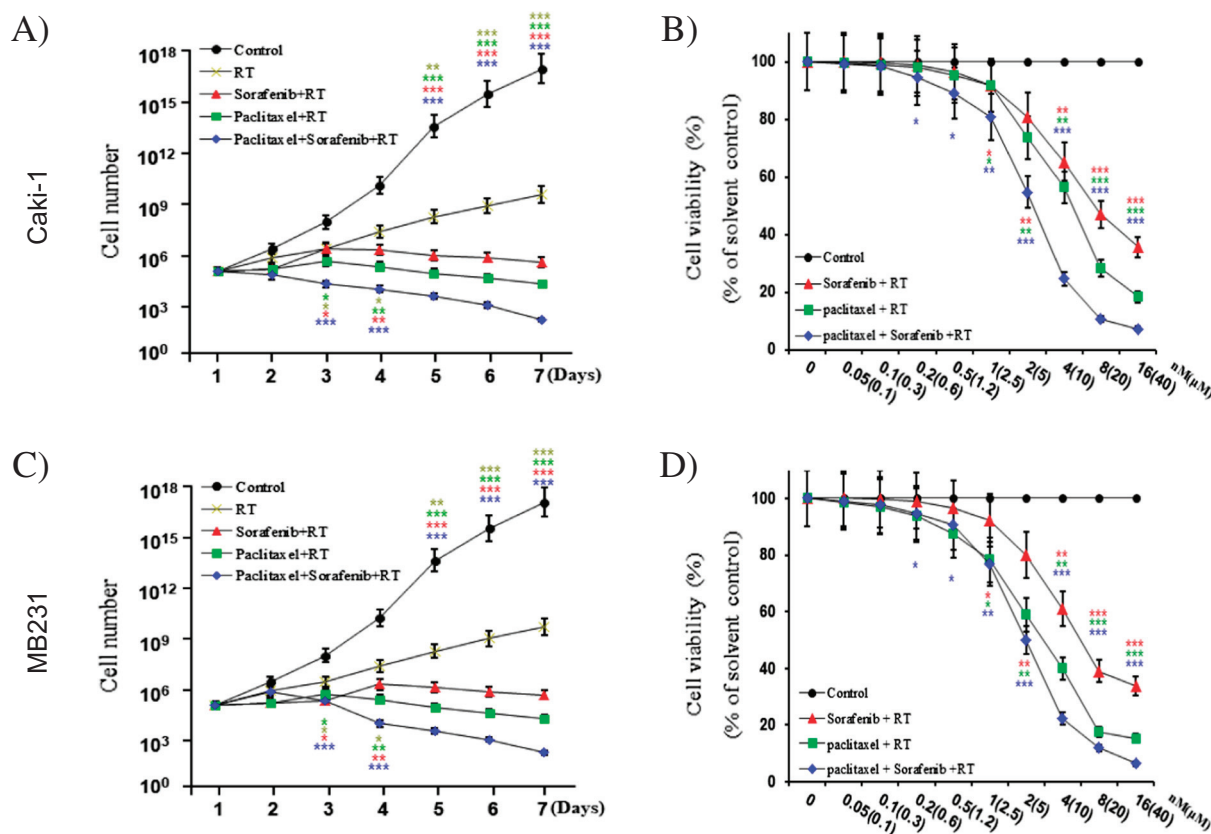 A)
Caki-1
Cell number
10^18
10^15
10^12
10^9
10^6
10^3
10^0
Control
RT
Sorafenib+RT
Paclitaxel+RT
Paclitaxel+Sorafenib+RT
***
***
***
***
***
***
***
***
**
***
***
***
*
*
*
***
*
**
**
***
1 2 3 4 5 6 7 (Days)
B)
Cell viability (%)
(% of solvent control)
100
80
60
40
20
0
*
*
*
*
**
**
**
***
**
**
***
***
***
***
***
***
***
Control
Sorafenib + RT
paclitaxel + RT
paclitaxel + Sorafenib +RT
0 0.05(0.1) 0.1(0.3) 0.2(0.6) 0.5(1.2) 1(2.5) 2(5) 4(10) 8(20) 16(40) nM(μM)
C)
MB231
Cell number
10^18
10^15
10^12
10^9
10^6
10^3
10^0
Control
RT
Sorafenib+RT
Paclitaxel+RT
Paclitaxel+Sorafenib+RT
***
***
***
***
***
***
***
***
**
***
***
***
*
*
*
***
*
**
**
***
1 2 3 4 5 6 7 (Days)
D)
Cell viability (%)
(% of solvent control)
100
80
60
40
20
0
*
*
*
*
**
**
**
***
**
**
***
***
***
***
***
***
***
Control
Sorafenib + RT
paclitaxel + RT
paclitaxel + Sorafenib +RT
0 0.05(0.1) 0.1(0.3) 0.2(0.6) 0.5(1.2) 1(2.5) 2(5) 4(10) 8(20) 16(40) nM(μM)